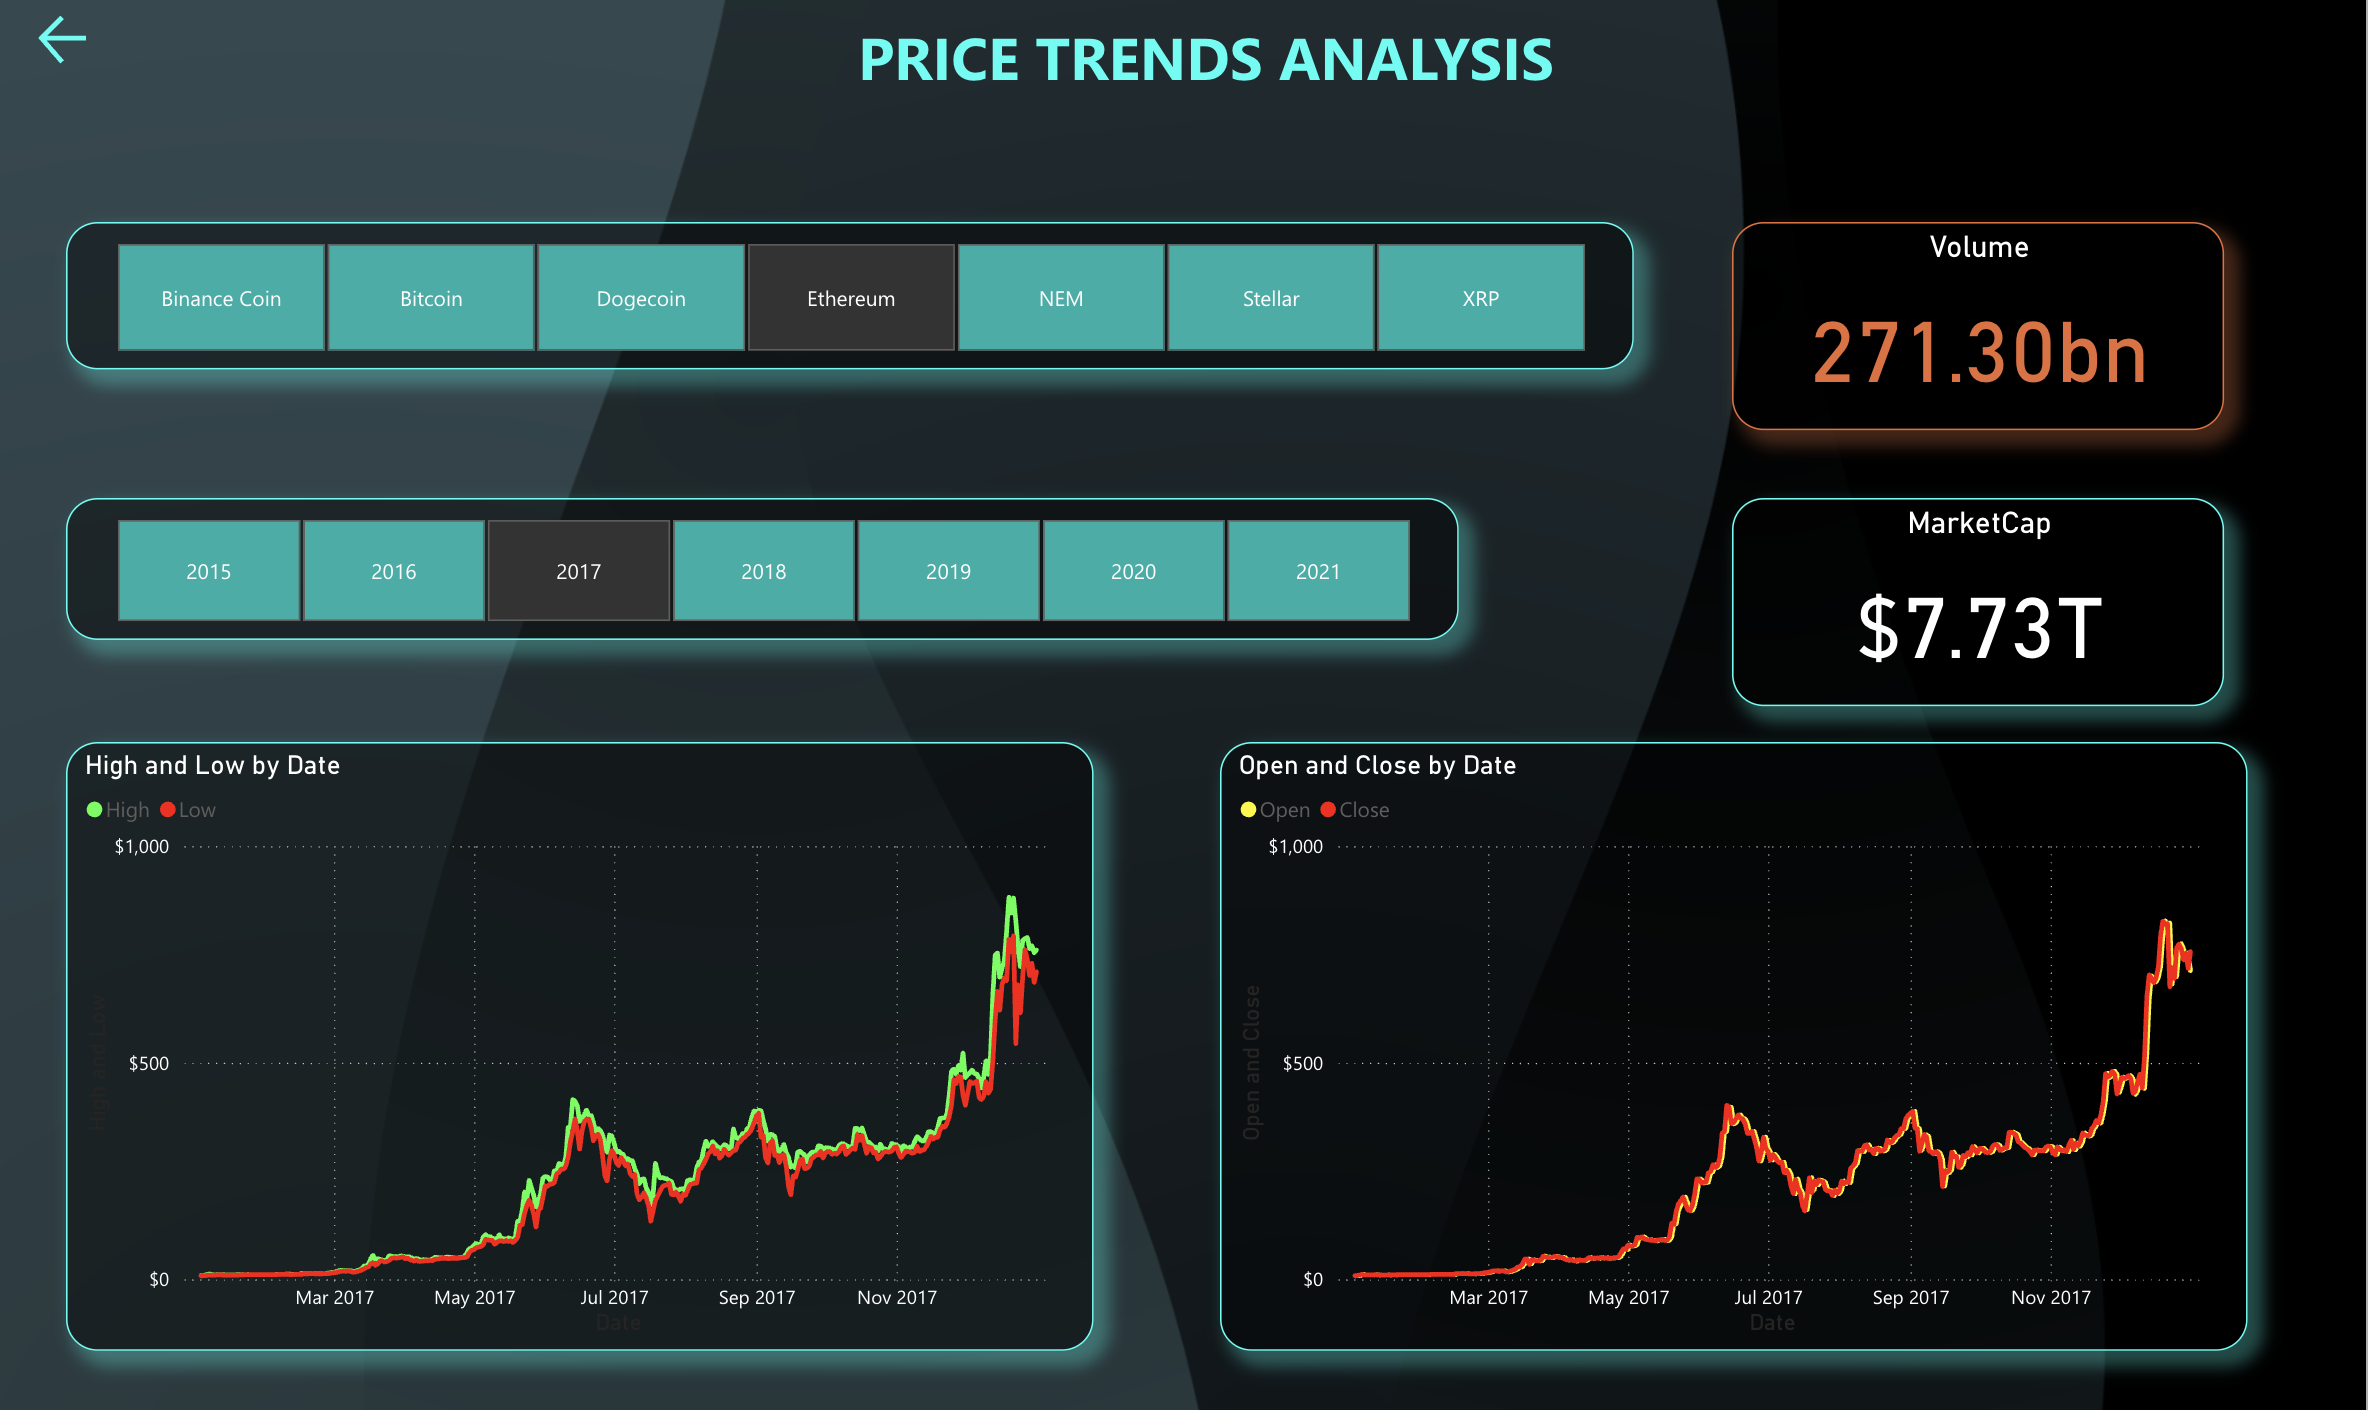 PRICE TRENDS ANALYSIS
Binance Coin Bitcoin Dogecoin Ethereum NEM Stellar XRP
Volume
271.30bn
2015 2016 2017 2018 2019 2020 2021
MarketCap
$7.73T
High and Low by Date
High Low
$1,000
$500
$0
High and Low
Mar 2017 May 2017 Jul 2017 Sep 2017 Nov 2017
Date
Open and Close by Date
Open Close
$1,000
$500
$0
Open and Close
Mar 2017 May 2017 Jul 2017 Sep 2017 Nov 2017
Date